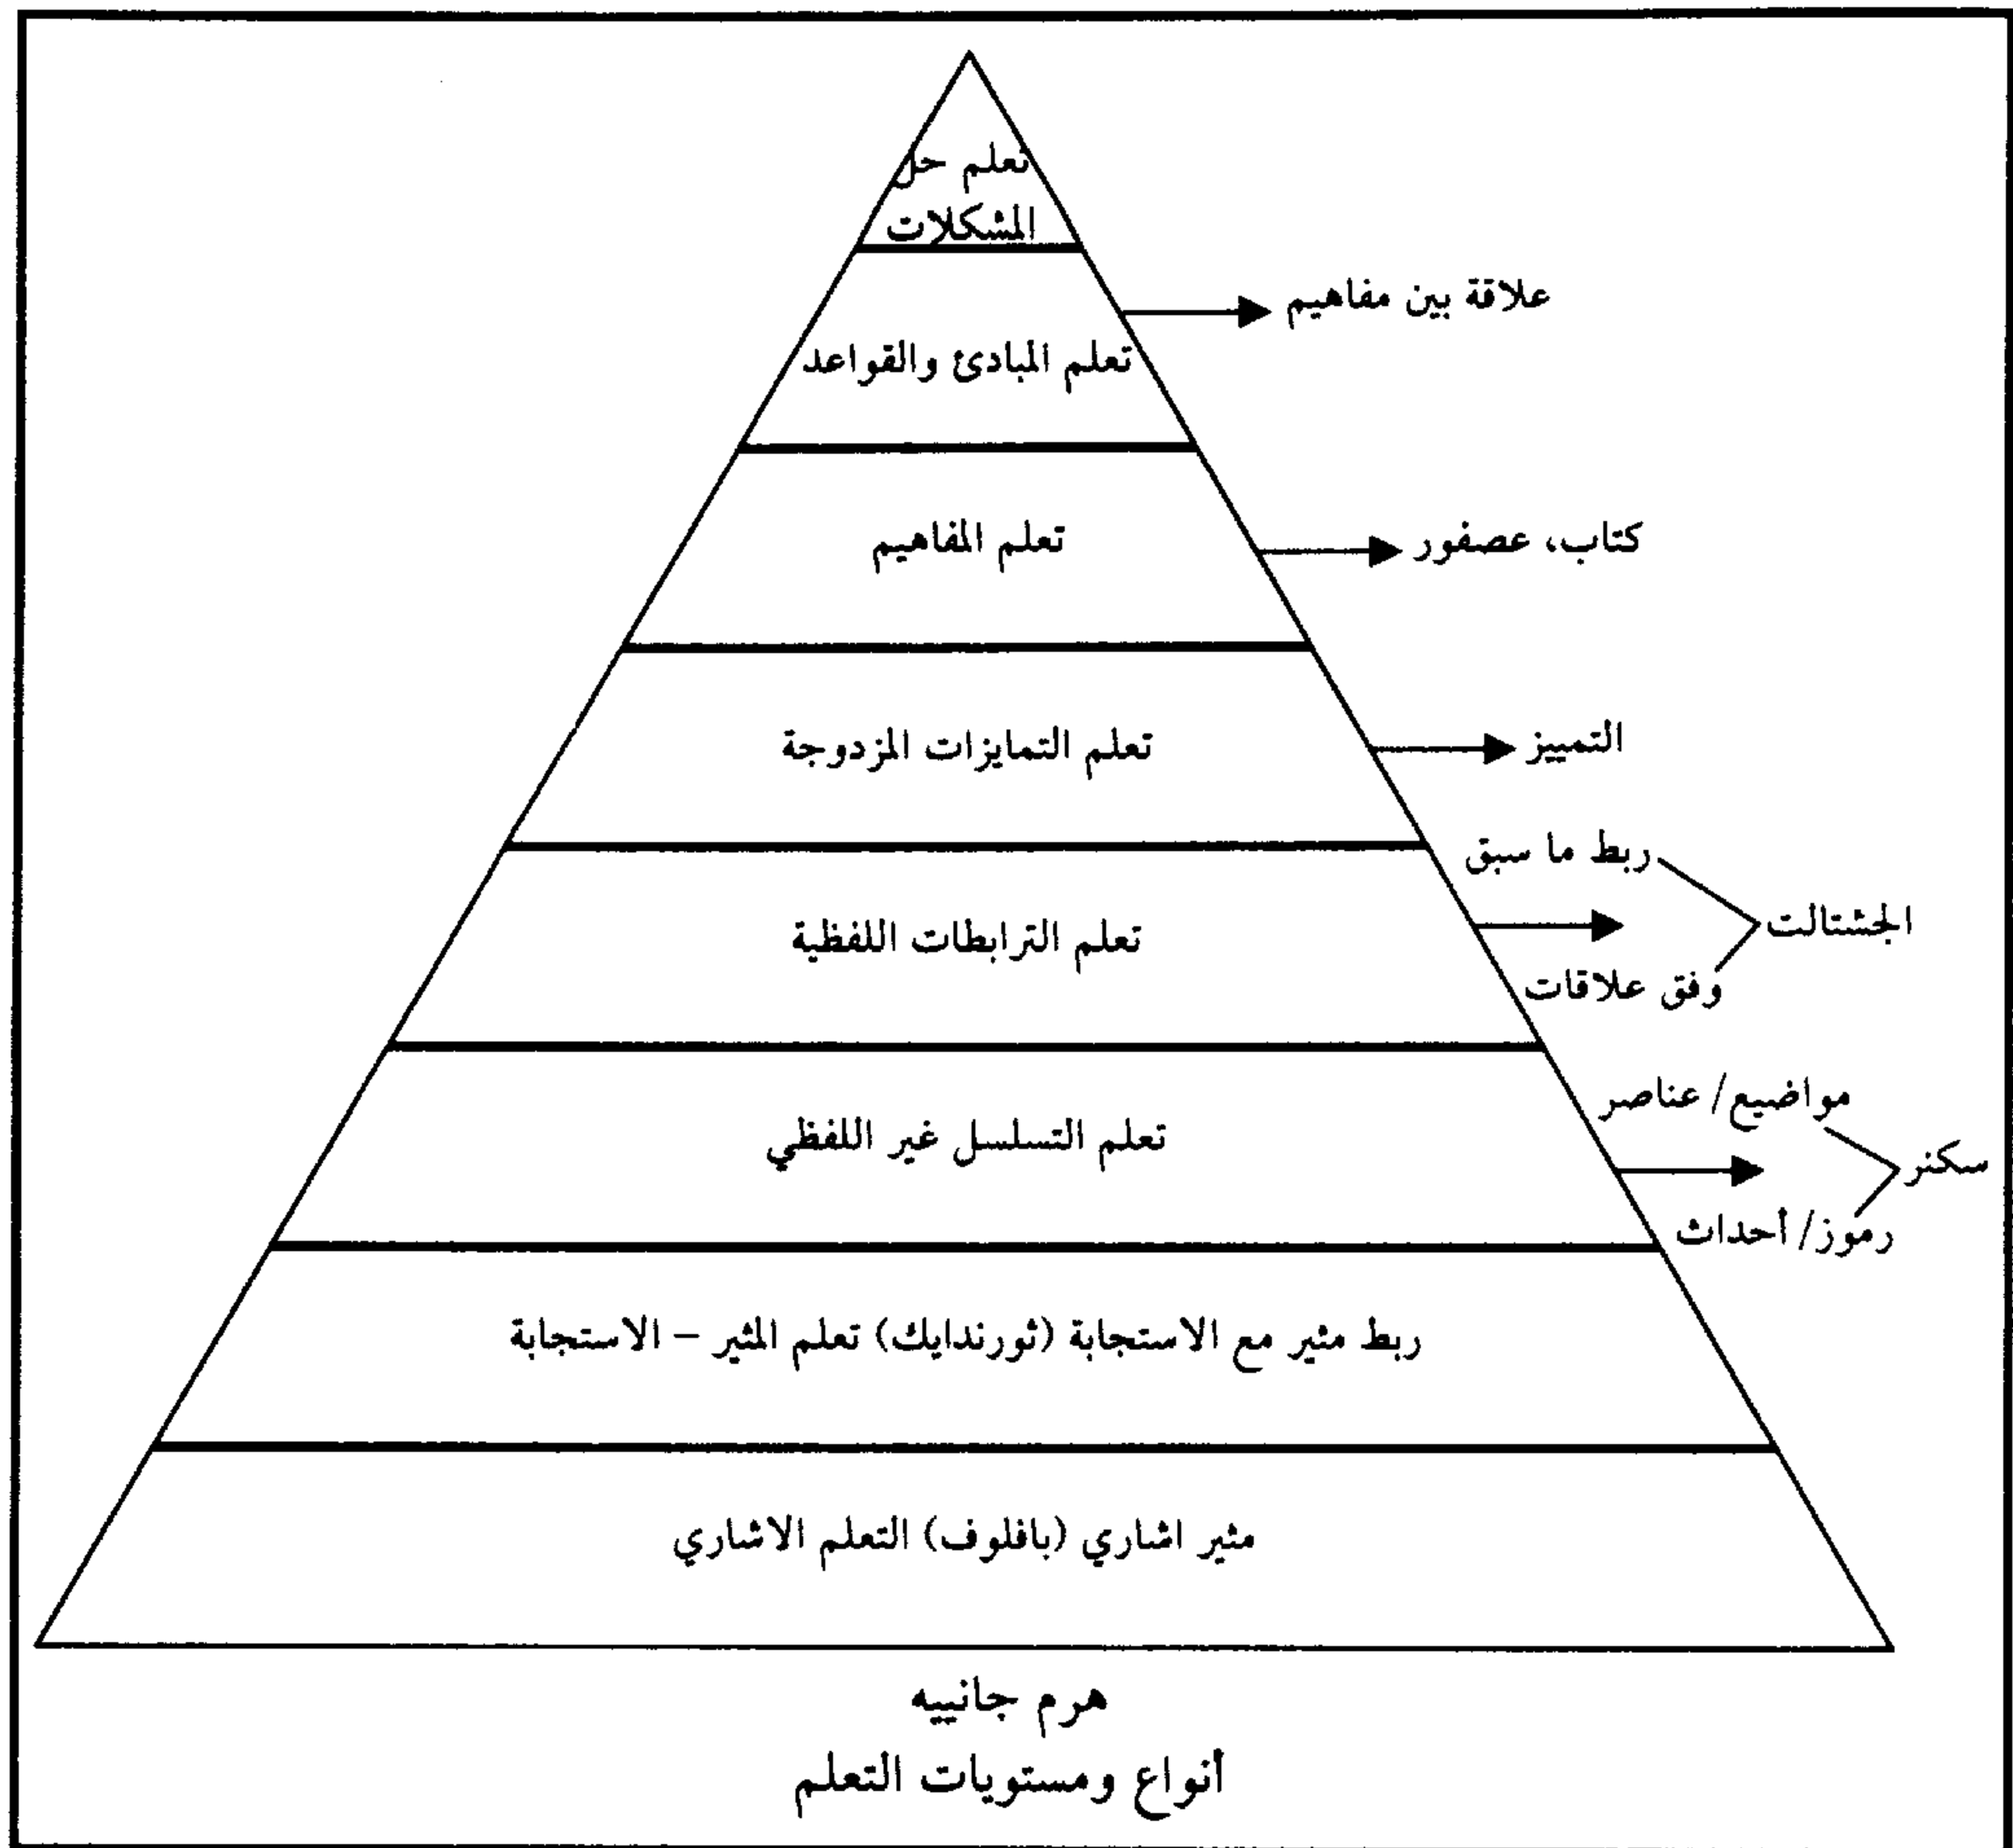 تعلم حل
المشكلات
علاقة بين مفاهيم
تعلم المبادئ والقواعد
كتاب، عصفور
تعلم المفاهيم
التمييز
تعلم التمايزات المزدوجة
ربط ما سبق
الجشتالت
تعلم الترابطات اللفظية
وفق علاقات
مواضيع/ عناصر
تعلم التسلسل غير اللفظي
سكنر
رموز/ أحداث
ربط مثير مع الاستجابة (ثورندايك) تعلم المثير – الاستجابة
مثير اشاري (بافلوف) التعلم الاشاري
هرم جانييه
أنواع ومستويات التعلم